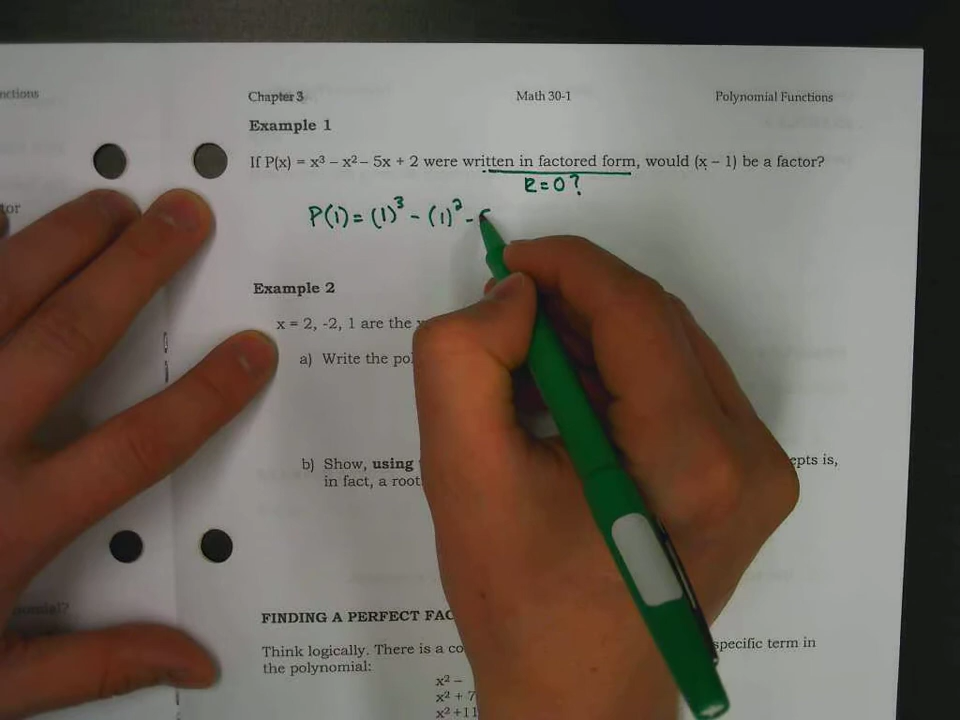 nctions
Chapter 3 Math 30-1 Polynomial Functions
Example 1
If P(x) = x³ – x² – 5x + 2 were written in factored form, would (x – 1) be a factor?
R=0?
tor
P(1) = (1)³ - (1)² -
Example 2
x = 2, -2, 1 are the
a) Write the pol
b) Show, using epts is,
in fact, a root
nomial?
FINDING A PERFECT FAC
Think logically. There is a co specific term in
the polynomial:
x² –
x² + 7
x² +11